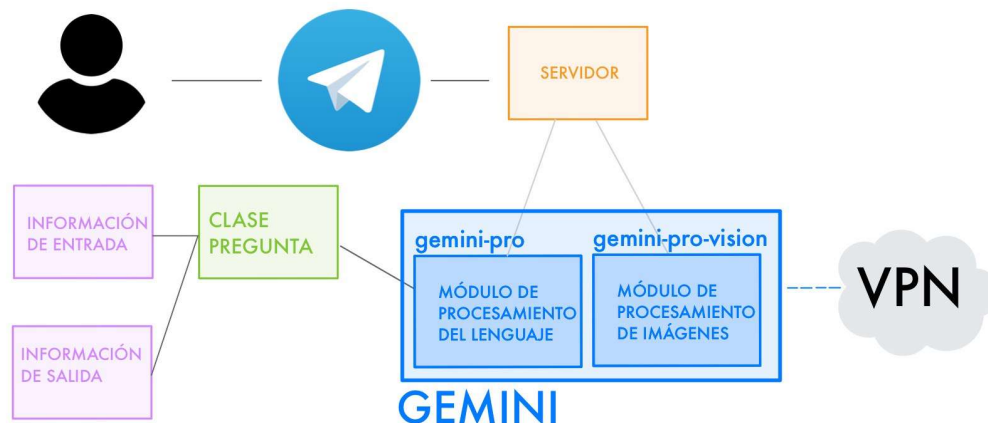 SERVIDOR
INFORMACIÓN
DE ENTRADA
CLASE
PREGUNTA
gemini-pro
gemini-pro-vision
MÓDULO DE
PROCESAMIENTO
DEL LENGUAJE
MÓDULO DE
PROCESAMIENTO
DE IMÁGENES
VPN
INFORMACIÓN
DE SALIDA
GEMINI